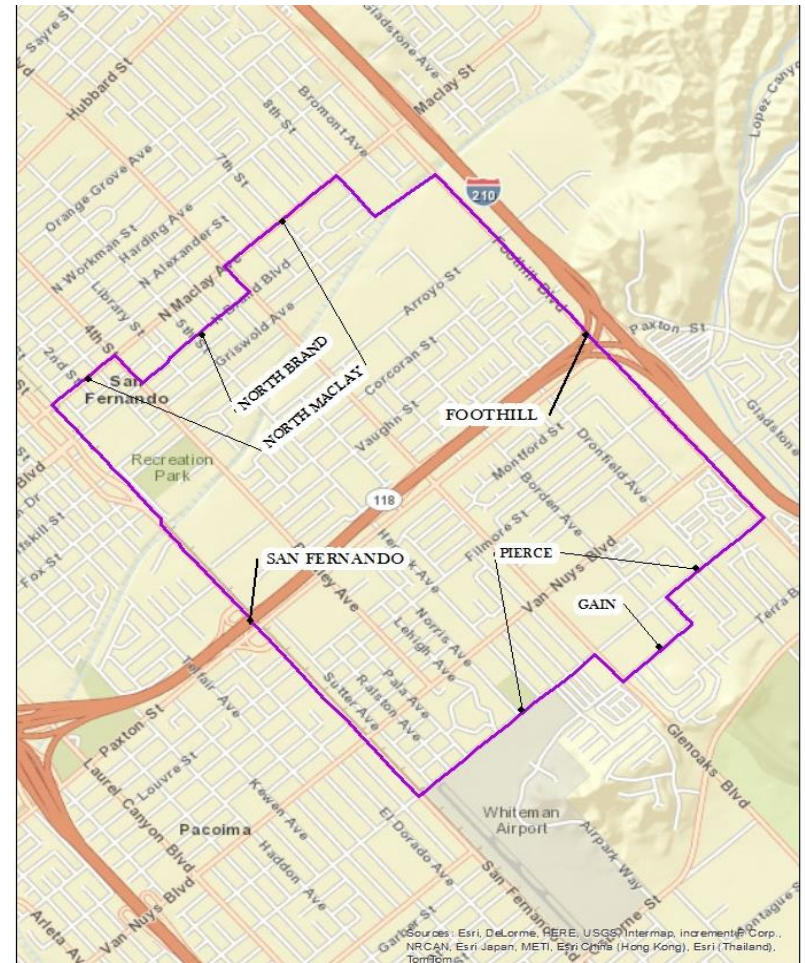 Sayre St
Gladstone Ave
Hubbard St
8th St
Bromont Ave
Maclay St
Lopez Canyo
7th St
210
Orange Grove Ave
Harding Ave
N Workman St
N Alexander St
Library St
N Maclay Ave
N Brand Blvd
5th St
Griswold Ave
4th St
2nd St
Arroyo St
Foothill Blvd
Paxton St
San
Fernando
NORTH BRAND
NORTH MACLAY
Corcoran St
FOOTHILL
Gladstone
Vaughn St
Recreation
Park
Blvd
Montford St
Dronfield Ave
Borden Ave
118
Filmore St
Fox St
SAN FERNANDO
PIERCE
Van Nuys Blvd
GAIN
Terra B
Norris Ave
Lehigh Ave
Pala Ave
Ralston Ave
Sutter Ave
Telfair Ave
Paxton St
Louvre St
Laurel Canyon Blvd
Glenoaks Blvd
Whiteman
Airport
Pacoima
Kewen Ave
Haddon Ave
El Dorado Ave
Airpark Way
San Fernando
Van Nuys Blvd
Arleta Av
Sources: Esri, DeLorme, HERE, USGS, Intermap, increment P Corp.,
NRCAN, Esri Japan, METI, Esri China (Hong Kong), Esri (Thailand),
TomTom